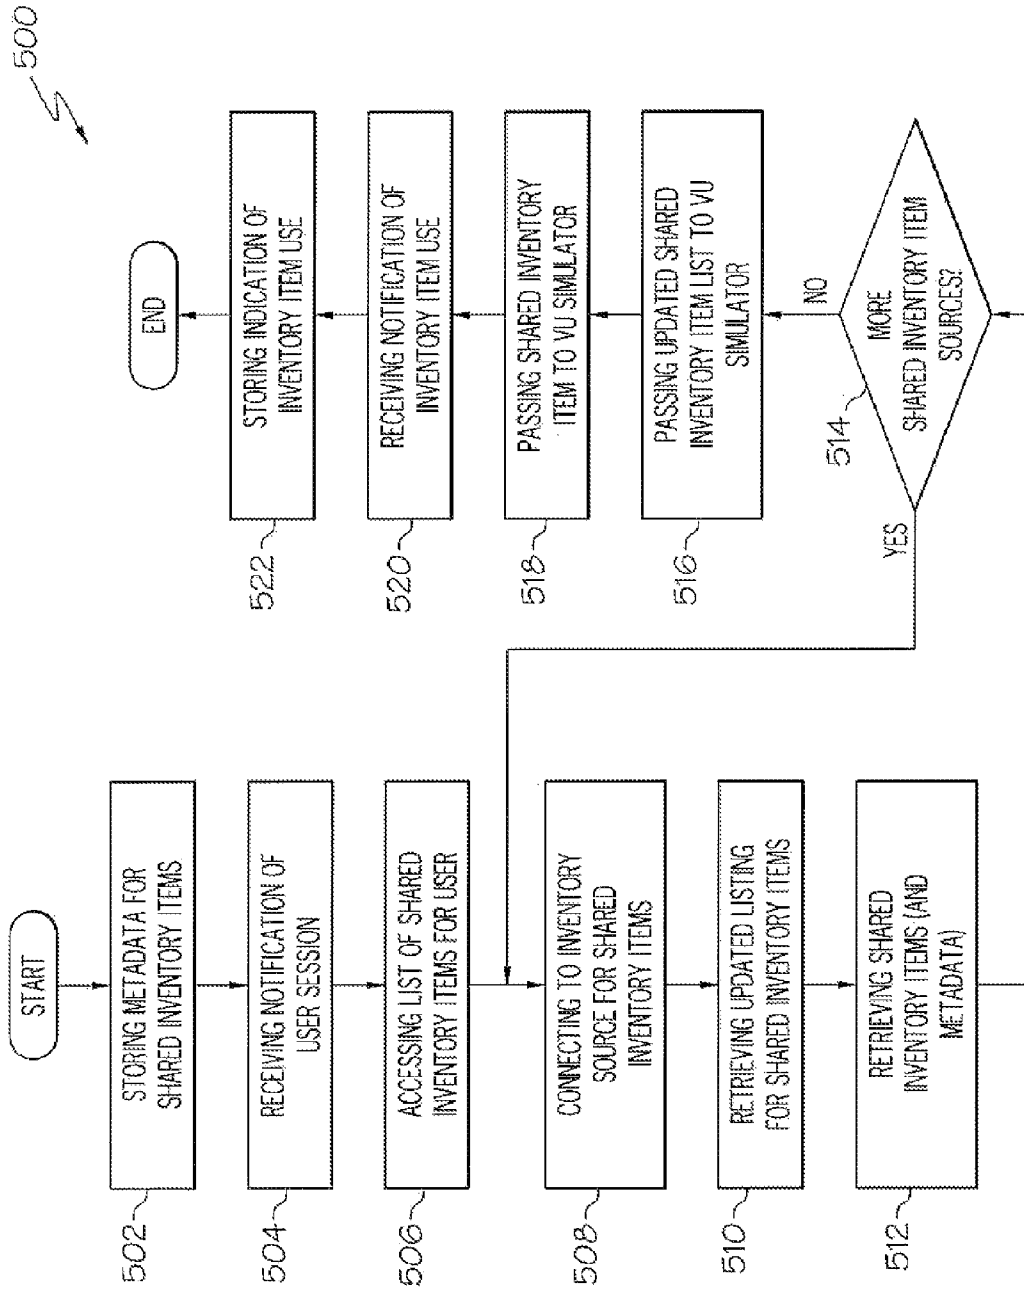 500
START
502
STORING METADATA FOR
SHARED INVENTORY ITEMS
504
RECEIVING NOTIFICATION OF
USER SESSION
506
ACCESSING LIST OF SHARED
INVENTORY ITEMS FOR USER
508
CONNECTING TO INVENTORY
SOURCE FOR SHARED
INVENTORY ITEMS
510
RETRIEVING UPDATED LISTING
FOR SHARED INVENTORY ITEMS
512
RETRIEVING SHARED
INVENTORY ITEMS (AND
METADATA)
514
MORE
SHARED INVENTORY ITEM
SOURCES?
YES
NO
516
PASSING UPDATED SHARED
INVENTORY ITEM LIST TO VU
SIMULATOR
518
PASSING SHARED INVENTORY
ITEM TO VU SIMULATOR
520
RECEIVING NOTIFICATION OF
INVENTORY ITEM USE
522
STORING INDICATION OF
INVENTORY ITEM USE
END